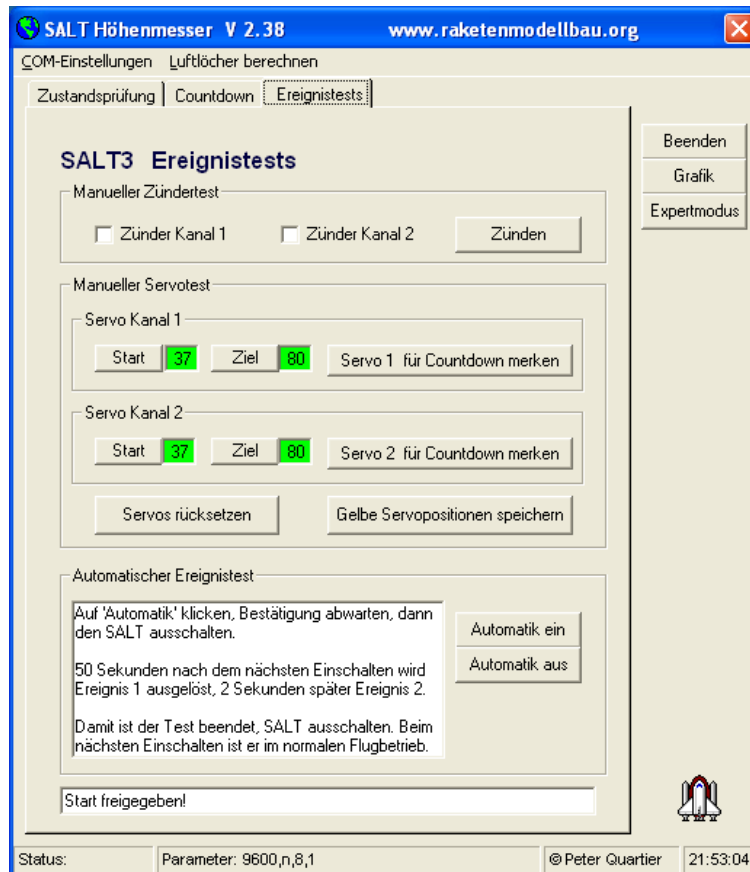 SALT Höhenmesser V 2.38 www.raketenmodellbau.org
COM-Einstellungen Luftlöcher berechnen
Zustandsprüfung Countdown Ereignistests
Beenden
Grafik
Expertmodus
SALT3 Ereignistests
Manueller Zündertest
Zünder Kanal 1 Zünder Kanal 2 Zünden
Manueller Servotest
Servo Kanal 1
Start 37 Ziel 80 Servo 1 für Countdown merken
Servo Kanal 2
Start 37 Ziel 80 Servo 2 für Countdown merken
Servos rücksetzen Gelbe Servopositionen speichern
Automatischer Ereignistest
Auf 'Automatik' klicken, Bestätigung abwarten, dann
den SALT ausschalten.
50 Sekunden nach dem nächsten Einschalten wird
Ereignis 1 ausgelöst, 2 Sekunden später Ereignis 2.
Damit ist der Test beendet, SALT ausschalten. Beim
nächsten Einschalten ist er im normalen Flugbetrieb.
Automatik ein
Automatik aus
Start freigegeben!
Status: Parameter: 9600,n,8,1 © Peter Quartier 21:53:04